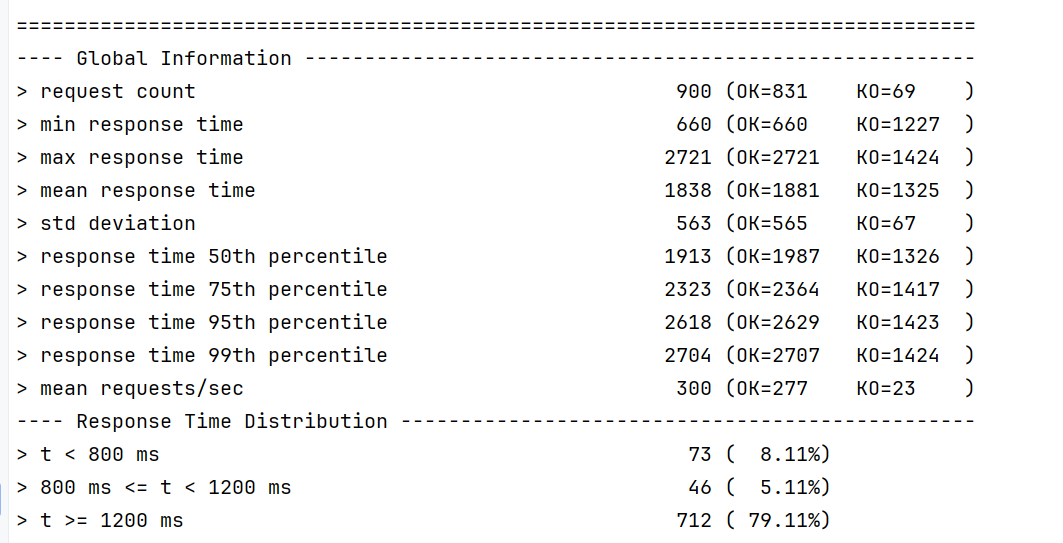 ================================================================================
---- Global Information --------------------------------------------------------
> request count                                        900 (OK=831    KO=69    )
> min response time                                    660 (OK=660    KO=1227  )
> max response time                                   2721 (OK=2721   KO=1424  )
> mean response time                                  1838 (OK=1881   KO=1325  )
> std deviation                                        563 (OK=565    KO=67    )
> response time 50th percentile                       1913 (OK=1987   KO=1326  )
> response time 75th percentile                       2323 (OK=2364   KO=1417  )
> response time 95th percentile                       2618 (OK=2629   KO=1423  )
> response time 99th percentile                       2704 (OK=2707   KO=1424  )
> mean requests/sec                                    300 (OK=277    KO=23    )
---- Response Time Distribution ------------------------------------------------
> t < 800 ms                                            73 (  8.11%)
> 800 ms <= t < 1200 ms                                 46 (  5.11%)
> t >= 1200 ms                                         712 ( 79.11%)